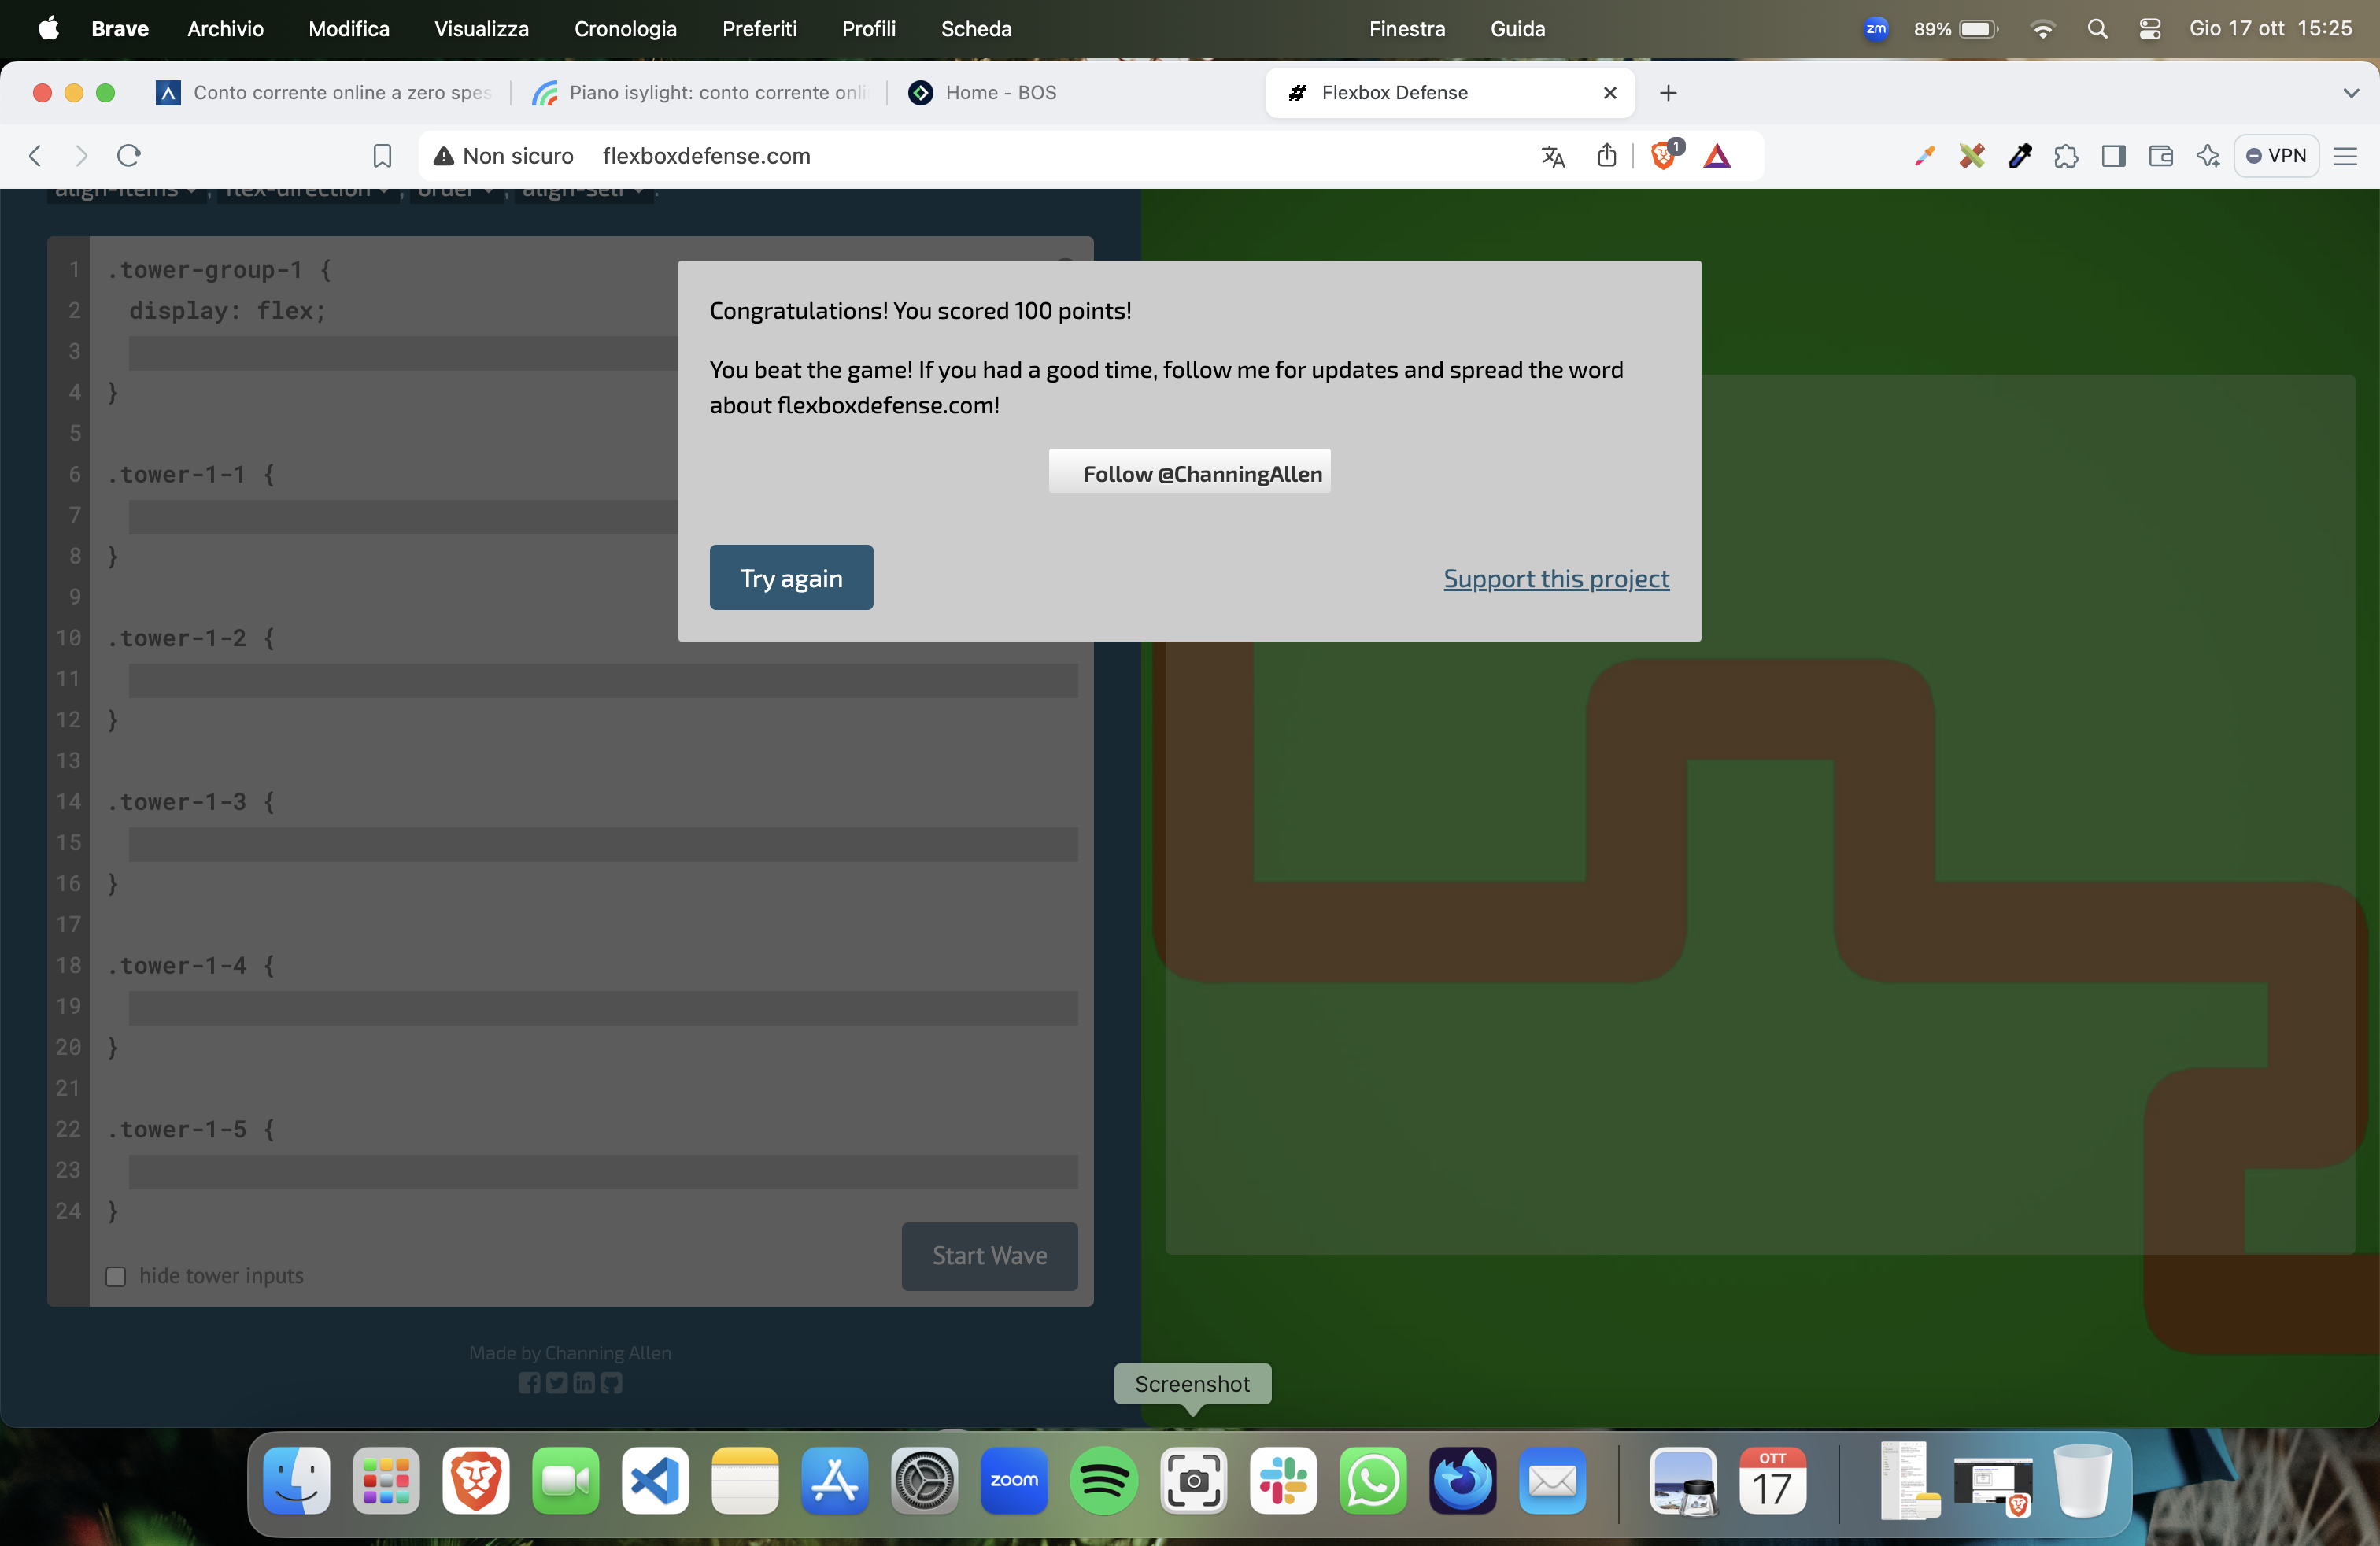 Brave Archivio Modifica Visualizza Cronologia Preferiti Profili Scheda Finestra Guida zm 89% Gio 17 ott 15:25
Conto corrente online a zero spes Piano isylight: conto corrente onli Home - BOS Flexbox Defense
Non sicuro flexboxdefense.com 1 VPN
align-items, flex-direction, order, align-self.
1 .tower-group-1 {
2 display: flex;
3
4 }
5
6 .tower-1-1 {
7
8 }
9
10 .tower-1-2 {
11
12 }
13
14 .tower-1-3 {
15
16 }
17
18 .tower-1-4 {
19
20 }
21
22 .tower-1-5 {
23
24 }
hide tower inputs
Start Wave
Made by Channing Allen
Congratulations! You scored 100 points!
You beat the game! If you had a good time, follow me for updates and spread the word
about flexboxdefense.com!
Follow @ChanningAllen
Try again
Support this project
Screenshot
zoom
OTT
17